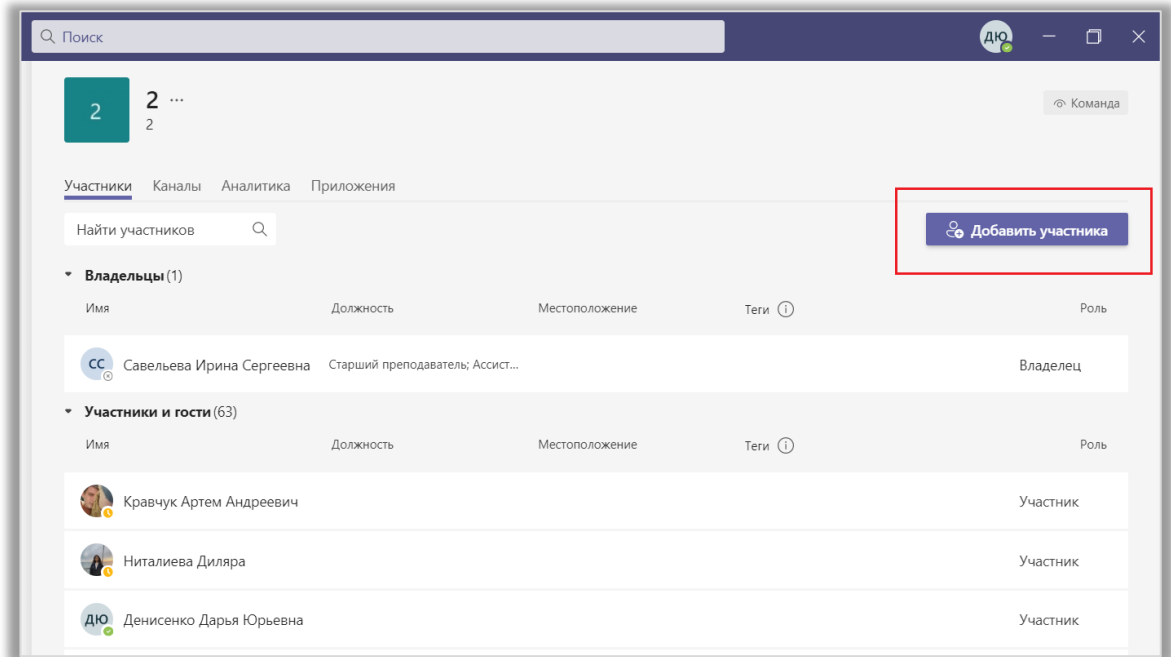 Поиск
ДЮ
2
2 ...
2
Команда
Участники Каналы Аналитика Приложения
Найти участников
Добавить участника
Владельцы (1)
Имя Должность Местоположение Теги Роль
СС Савельева Ирина Сергеевна Старший преподаватель; Ассист... Владелец
Участники и гости (63)
Имя Должность Местоположение Теги Роль
Кравчук Артем Андреевич Участник
Ниталиева Диляра Участник
ДЮ Денисенко Дарья Юрьевна Участник